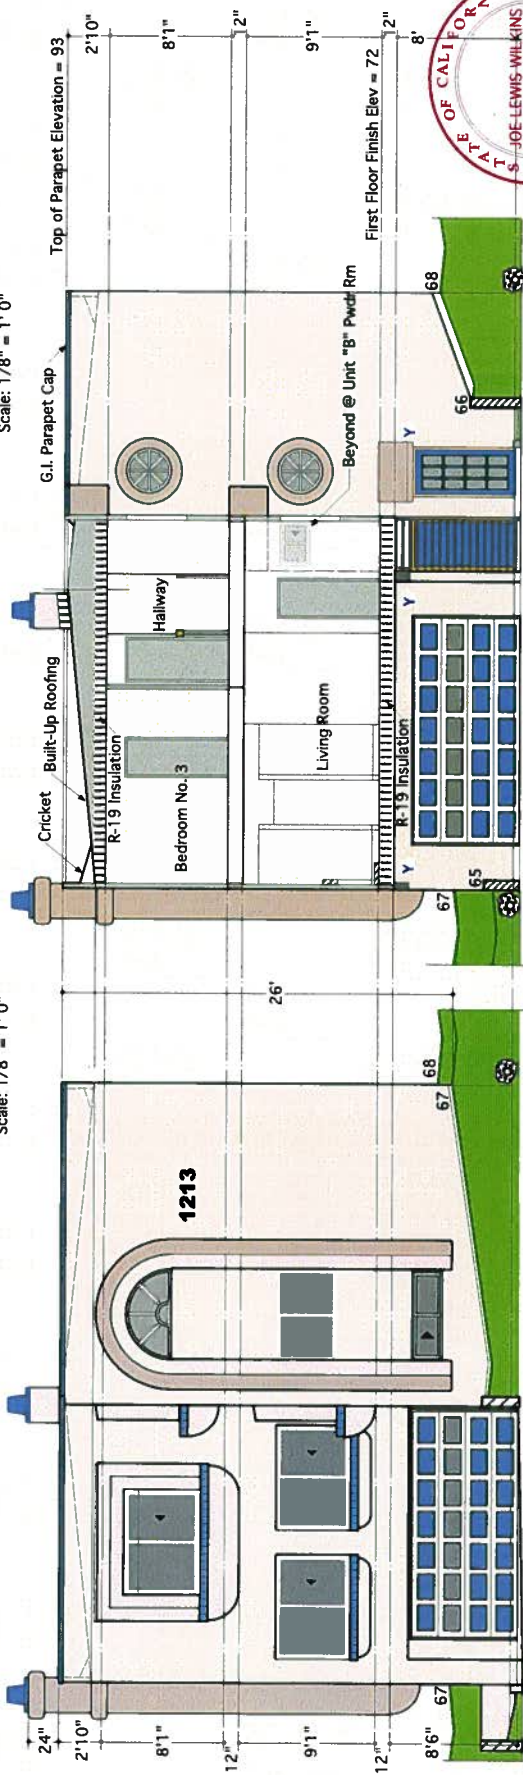 Scale: 1/8" = 1' 0"
24"
2'10"
8'1"
12"
9'1"
12"
8'6"
67
1213
67
68
26'
Scale: 1/8" = 1' 0"
Cricket
Built-Up Roofing
G.I. Parapet Cap
Top of Parapet Elevation = 93
R-19 Insulation
Bedroom No. 3
Hallway
Living Room
Beyond @ Unit "B" Pwdr Rm
First Floor Finish Elev = 72
R-19 Insulation
Y
Y
Y
67
65
66
68
2'10"
8'1"
2"
9'1"
2"
8'
STATE OF CALIFORN
JOE LEWIS WILKINS